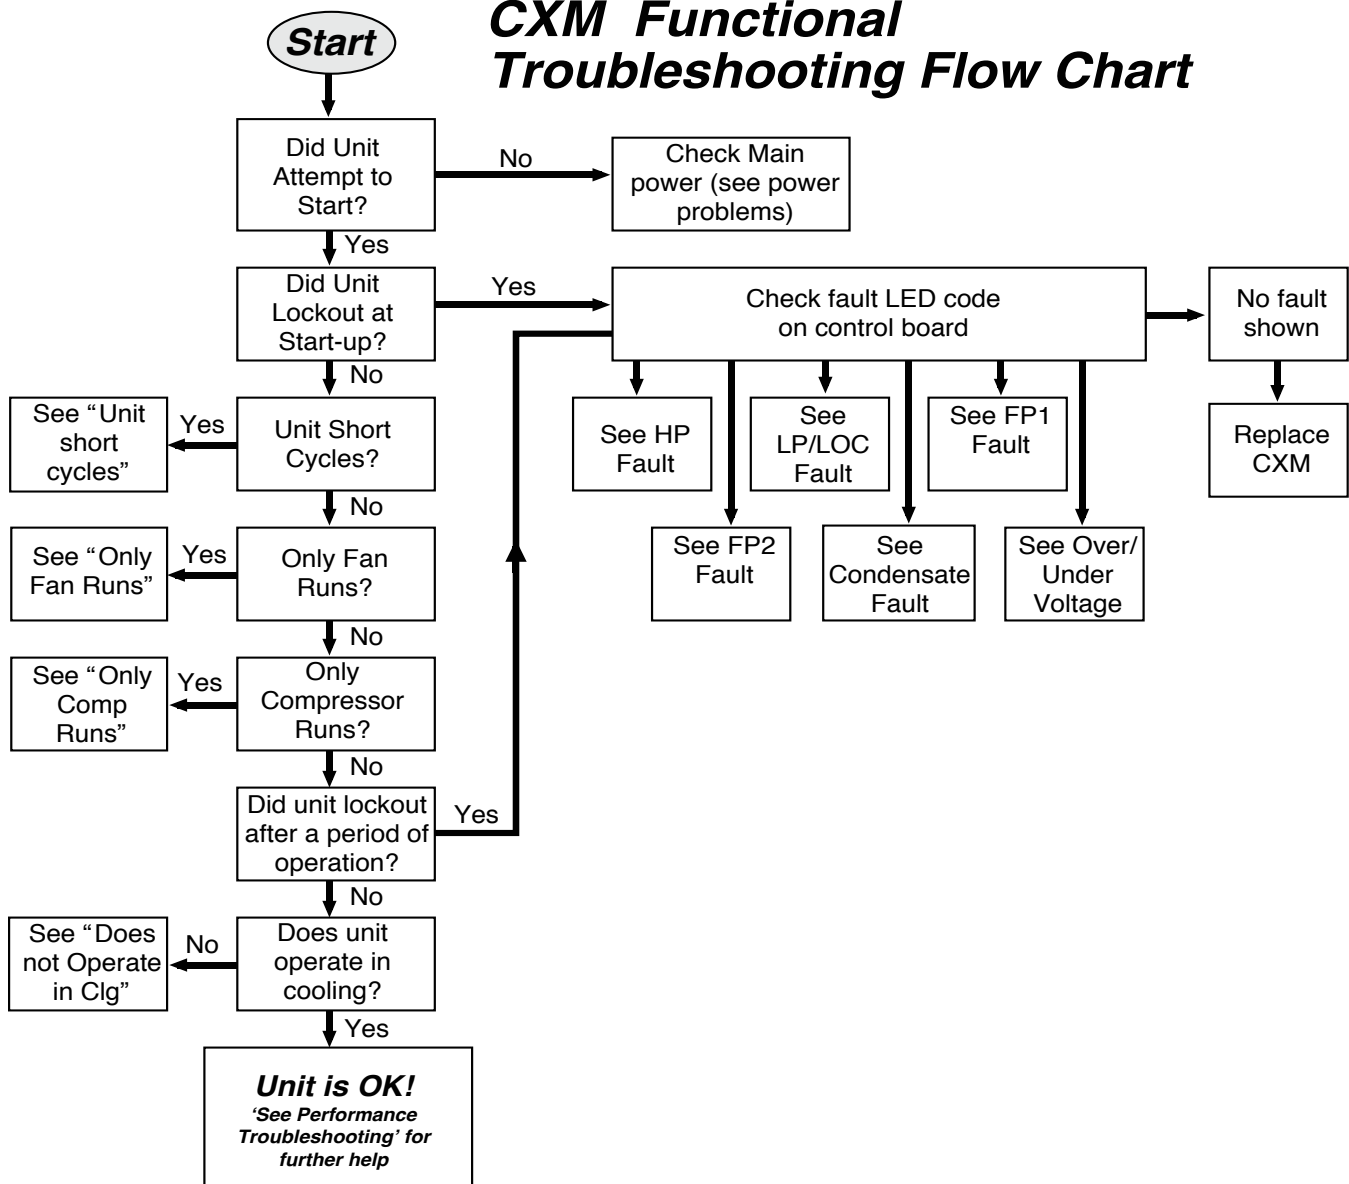 CXM Functional
Troubleshooting Flow Chart
Start
Did Unit
Attempt to
Start?
No
Check Main
power (see power
problems)
Yes
Did Unit
Lockout at
Start-up?
Yes
Check fault LED code
on control board
No fault
shown
Replace
CXM
See HP
Fault
See
LP/LOC
Fault
See FP1
Fault
See FP2
Fault
See
Condensate
Fault
See Over/
Under
Voltage
No
Unit Short
Cycles?
Yes
See “Unit
short
cycles”
No
Only Fan
Runs?
Yes
See “Only
Fan Runs”
No
Only
Compressor
Runs?
Yes
See “Only
Comp
Runs”
No
Did unit lockout
after a period of
operation?
Yes
No
Does unit
operate in
cooling?
No
See “Does
not Operate
in Clg”
Yes
Unit is OK!
‘See Performance
Troubleshooting’ for
further help